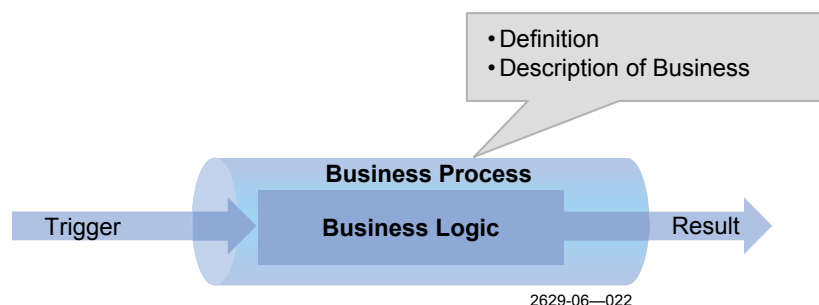 • Definition
• Description of Business
Business Process
Trigger
Business Logic
Result
2629-06—022